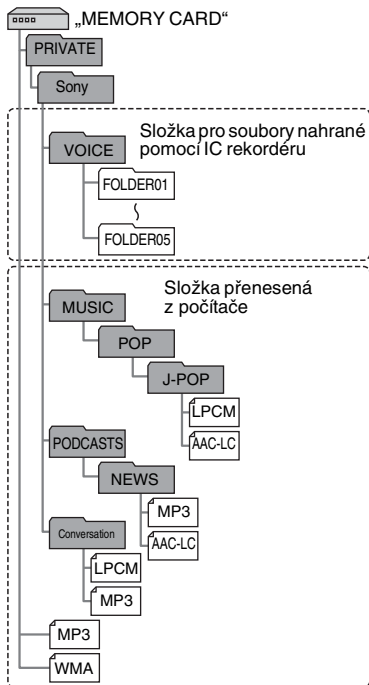 „MEMORY CARD“
PRIVATE
Sony
Složka pro soubory nahrané
pomocí IC rekordéru
VOICE
FOLDER01
FOLDER05
Složka přenesená
z počítače
MUSIC
POP
J-POP
LPCM
AAC-LC
PODCASTS
NEWS
MP3
AAC-LC
Conversation
LPCM
MP3
MP3
WMA